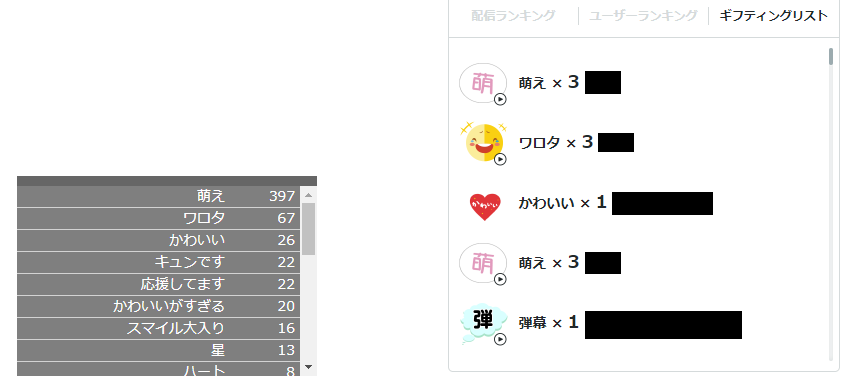 配信ランキング ユーザーランキング ギフティングリスト
萌
萌え × 3
ワロタ × 3
かわいい
かわいい × 1
萌
萌え × 3
弾
弾幕 × 1
萌え 397
ワロタ 67
かわいい 26
キュンです 22
応援してます 22
かわいいがすぎる 20
スマイル大入り 16
星 13
ハート 8